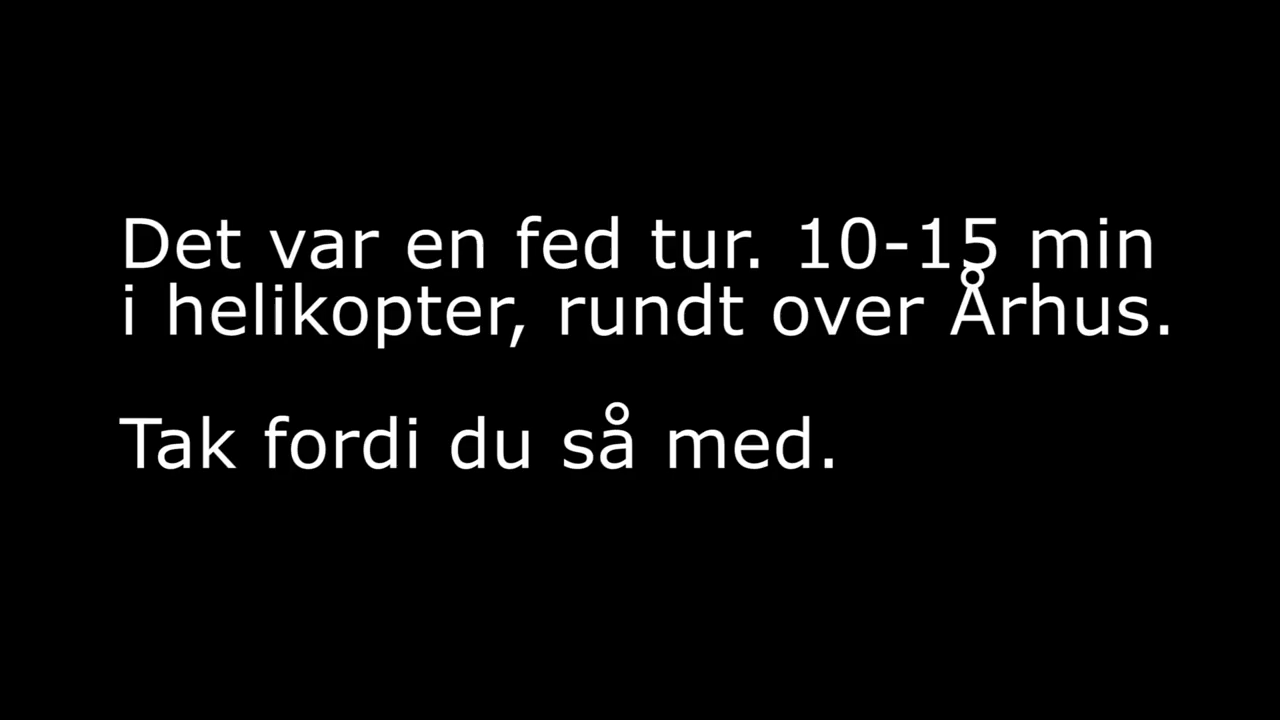 Det var en fed tur. 10-15 min
i helikopter, rundt over Århus.
Tak fordi du så med.